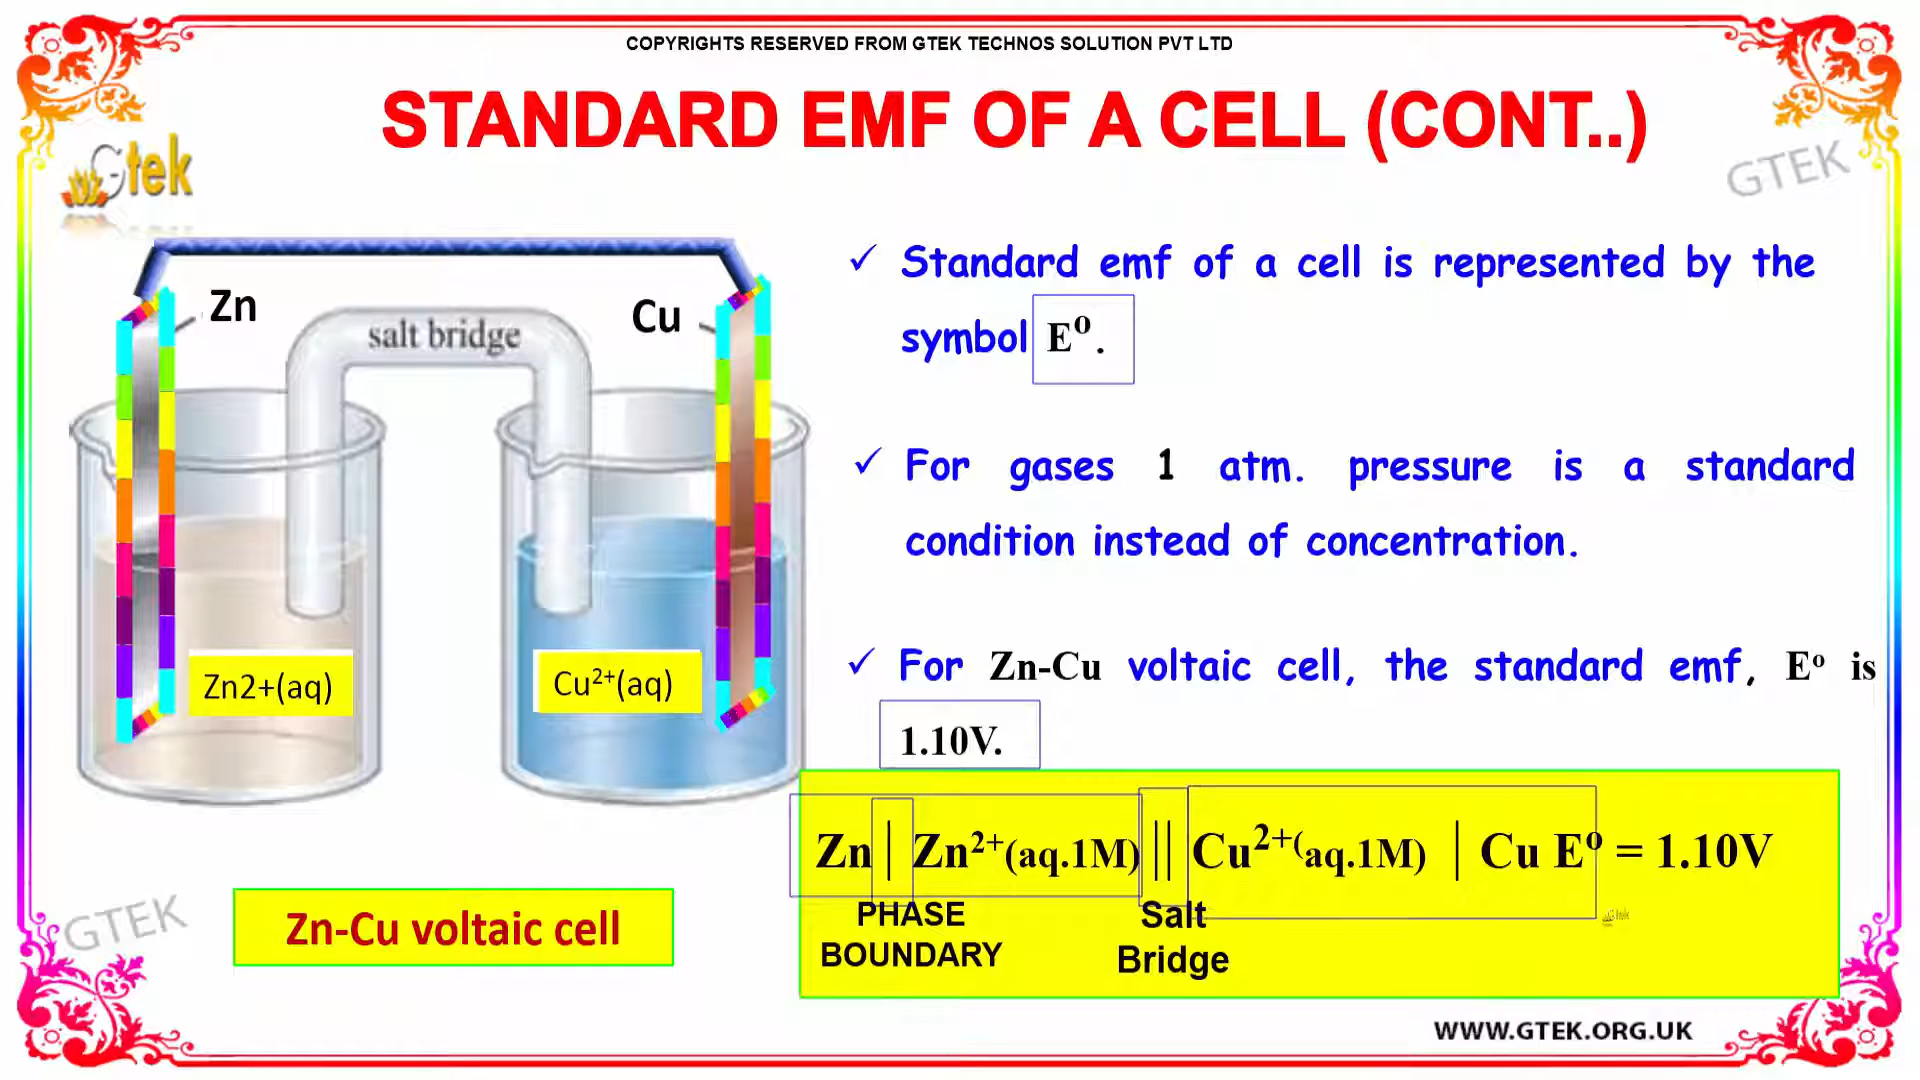 COPYRIGHTS RESERVED FROM GTEK TECHNOS SOLUTION PVT LTD
STANDARD EMF OF A CELL (CONT..)
Gtek
GTEK
✓ Standard emf of a cell is represented by the
symbol E⁰.
Zn
Cu
salt bridge
✓ For gases 1 atm. pressure is a standard
condition instead of concentration.
✓ For Zn-Cu voltaic cell, the standard emf, Eº is
1.10V.
Zn2+(aq)
Cu²⁺(aq)
Zn | Zn²⁺(aq.1M) || Cu²⁺⁽aq.1M) | Cu Eº = 1.10V
PHASE
BOUNDARY
Salt
Bridge
GTEK
Zn-Cu voltaic cell
WWW.GTEK.ORG.UK